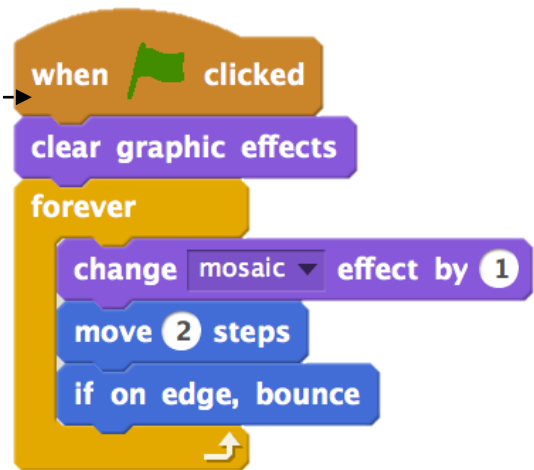 when clicked
clear graphic effects
forever
change mosaic effect by 1
move 2 steps
if on edge, bounce